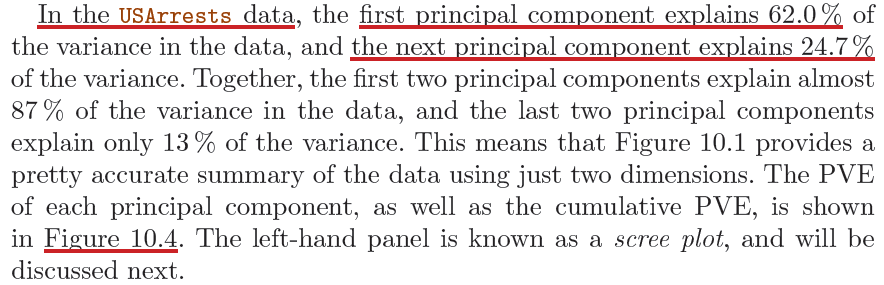 In the USArrests data, the first principal component explains 62.0 % of
the variance in the data, and the next principal component explains 24.7 %
of the variance. Together, the first two principal components explain almost
87 % of the variance in the data, and the last two principal components
explain only 13 % of the variance. This means that Figure 10.1 provides a
pretty accurate summary of the data using just two dimensions. The PVE
of each principal component, as well as the cumulative PVE, is shown
in Figure 10.4. The left-hand panel is known as a scree plot, and will be
discussed next.